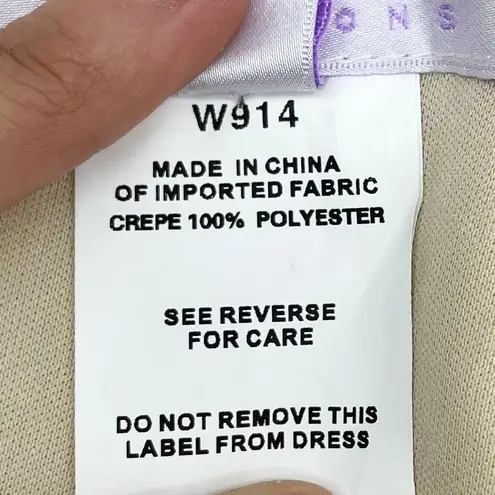 O N S
W914
MADE IN CHINA
OF IMPORTED FABRIC
CREPE 100% POLYESTER
SEE REVERSE
FOR CARE
DO NOT REMOVE THIS
LABEL FROM DRESS